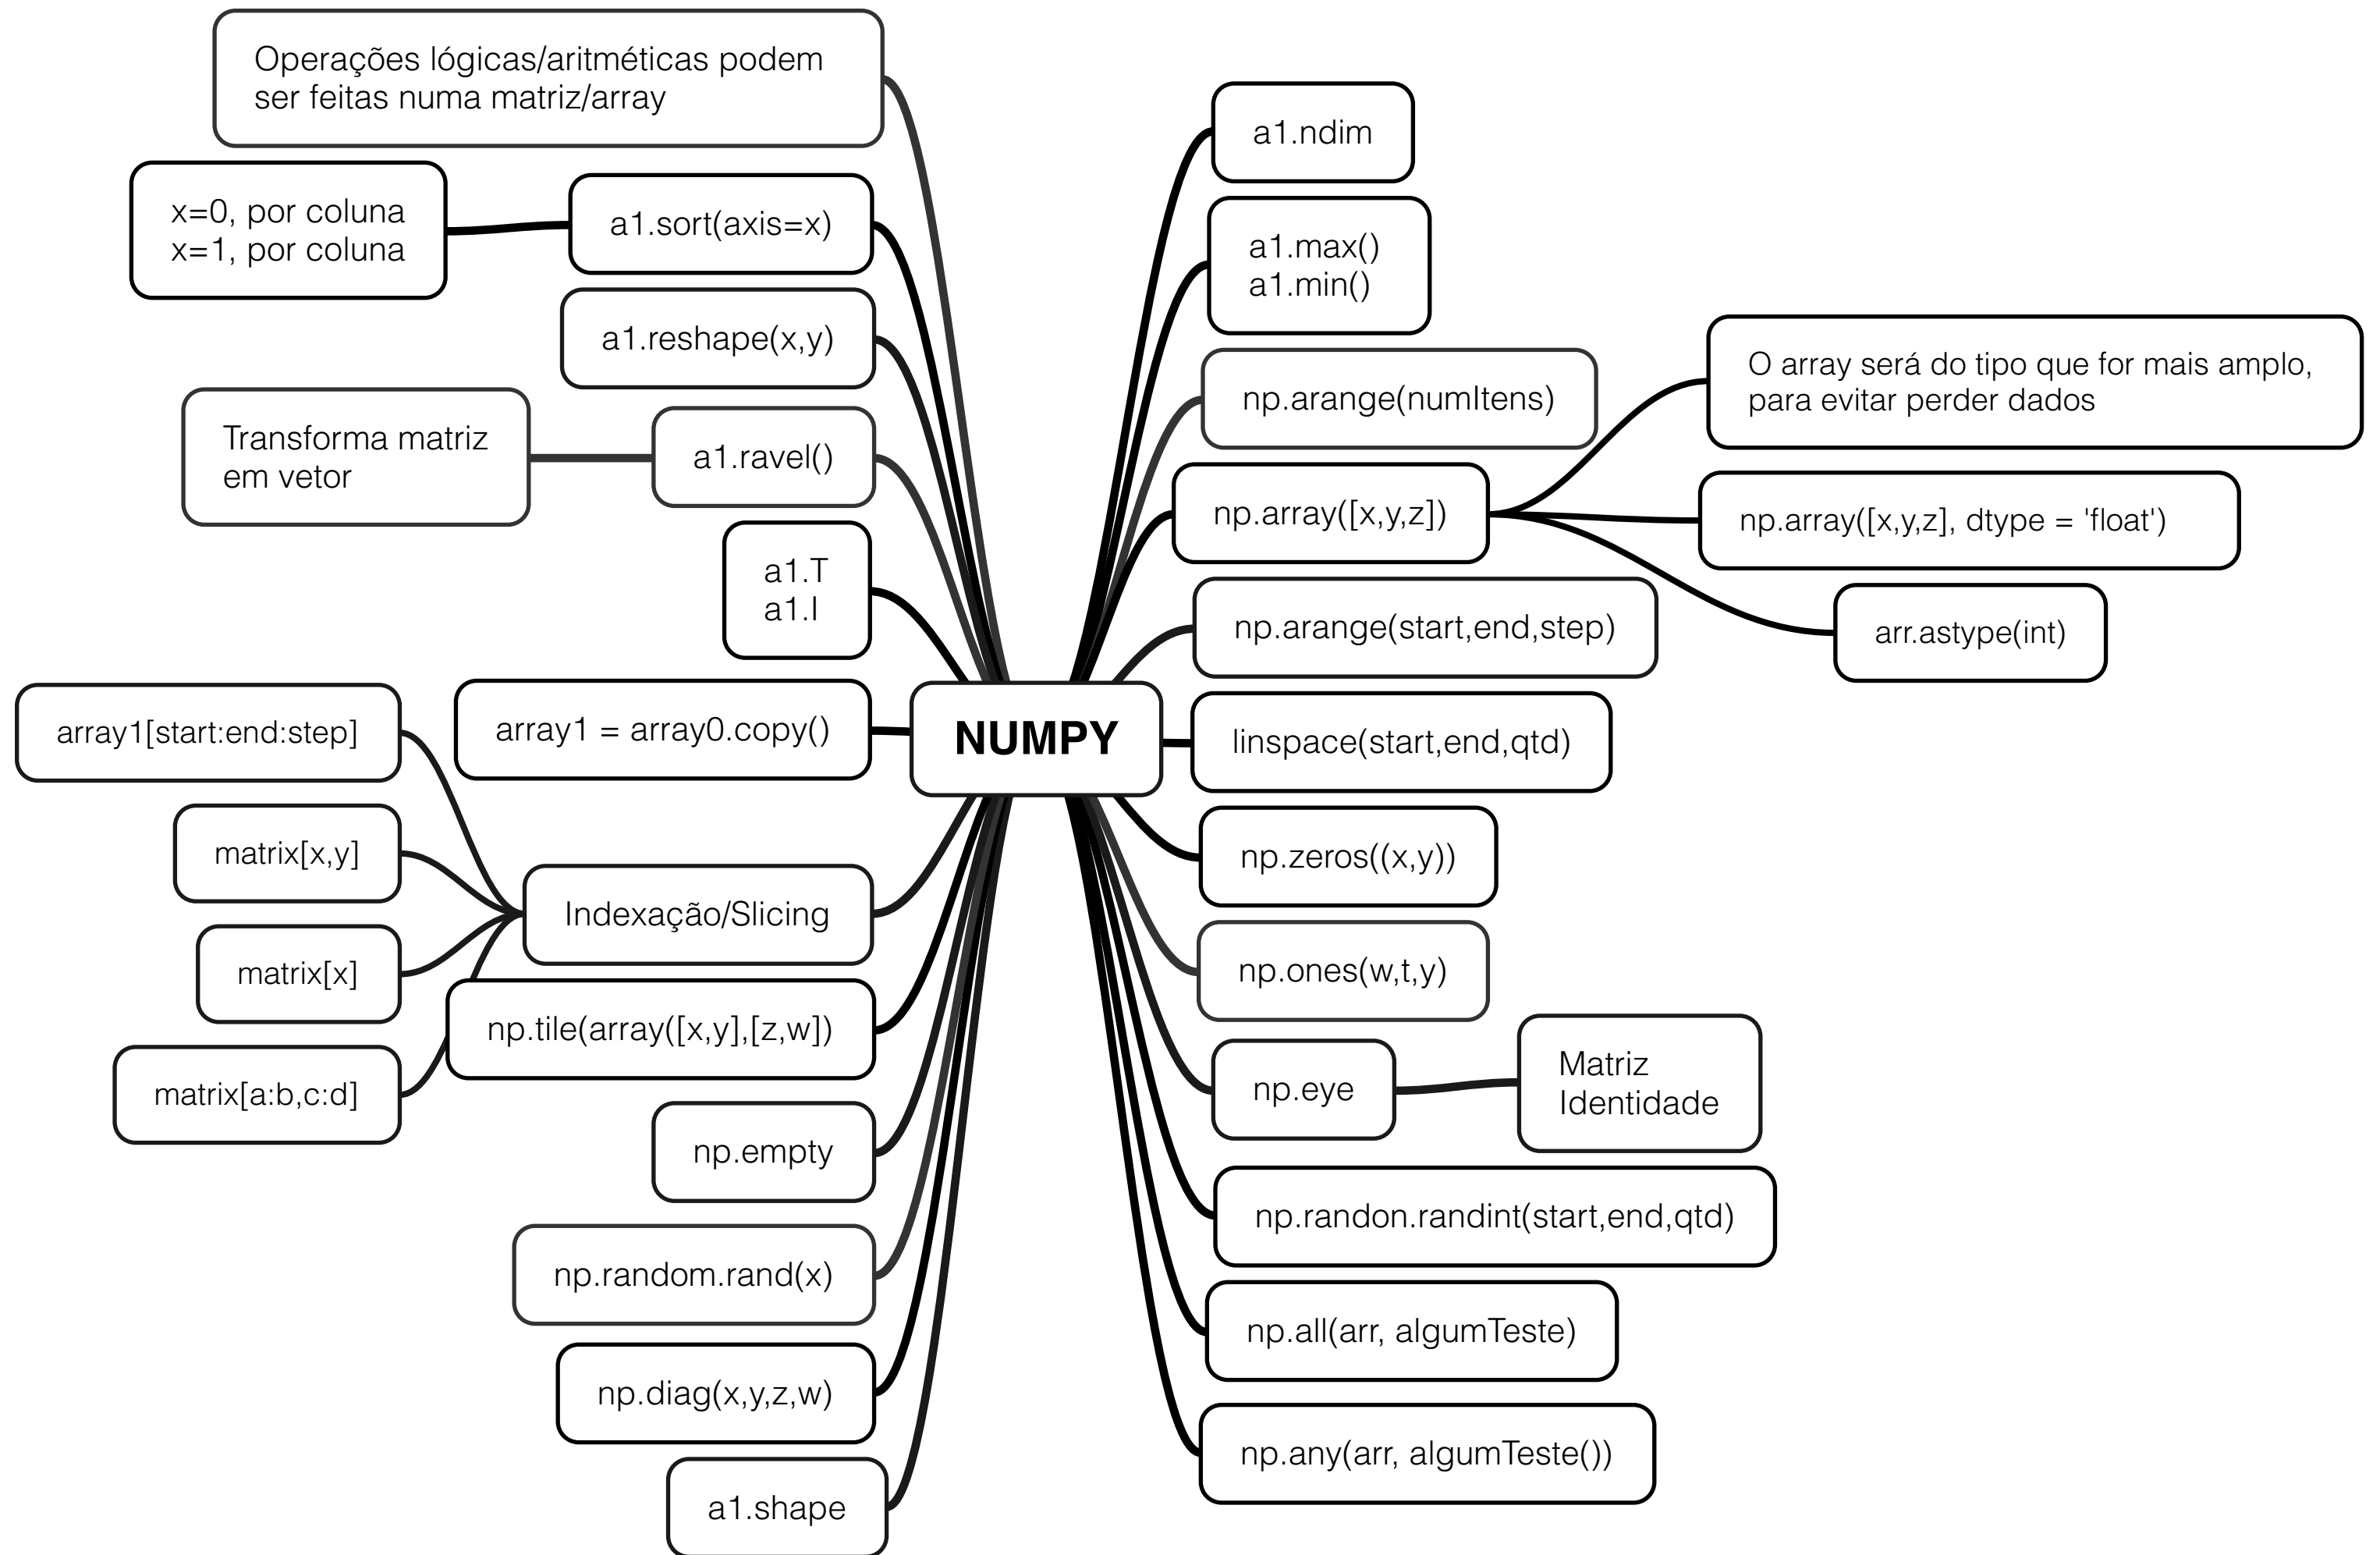 Operações lógicas/aritméticas podem
ser feitas numa matriz/array
x=0, por coluna
x=1, por coluna
a1.sort(axis=x)
a1.reshape(x,y)
Transforma matriz
em vetor
a1.ravel()
a1.T
a1.I
array1 = array0.copy()
array1[start:end:step]
matrix[x,y]
matrix[x]
matrix[a:b,c:d]
Indexação/Slicing
np.tile(array([x,y],[z,w])
np.empty
np.random.rand(x)
np.diag(x,y,z,w)
a1.shape
NUMPY
a1.ndim
a1.max()
a1.min()
np.arange(numItens)
np.array([x,y,z])
O array será do tipo que for mais amplo,
para evitar perder dados
np.array([x,y,z], dtype = 'float')
arr.astype(int)
np.arange(start,end,step)
linspace(start,end,qtd)
np.zeros((x,y))
np.ones(w,t,y)
np.eye
Matriz
Identidade
np.randon.randint(start,end,qtd)
np.all(arr, algumTeste)
np.any(arr, algumTeste())